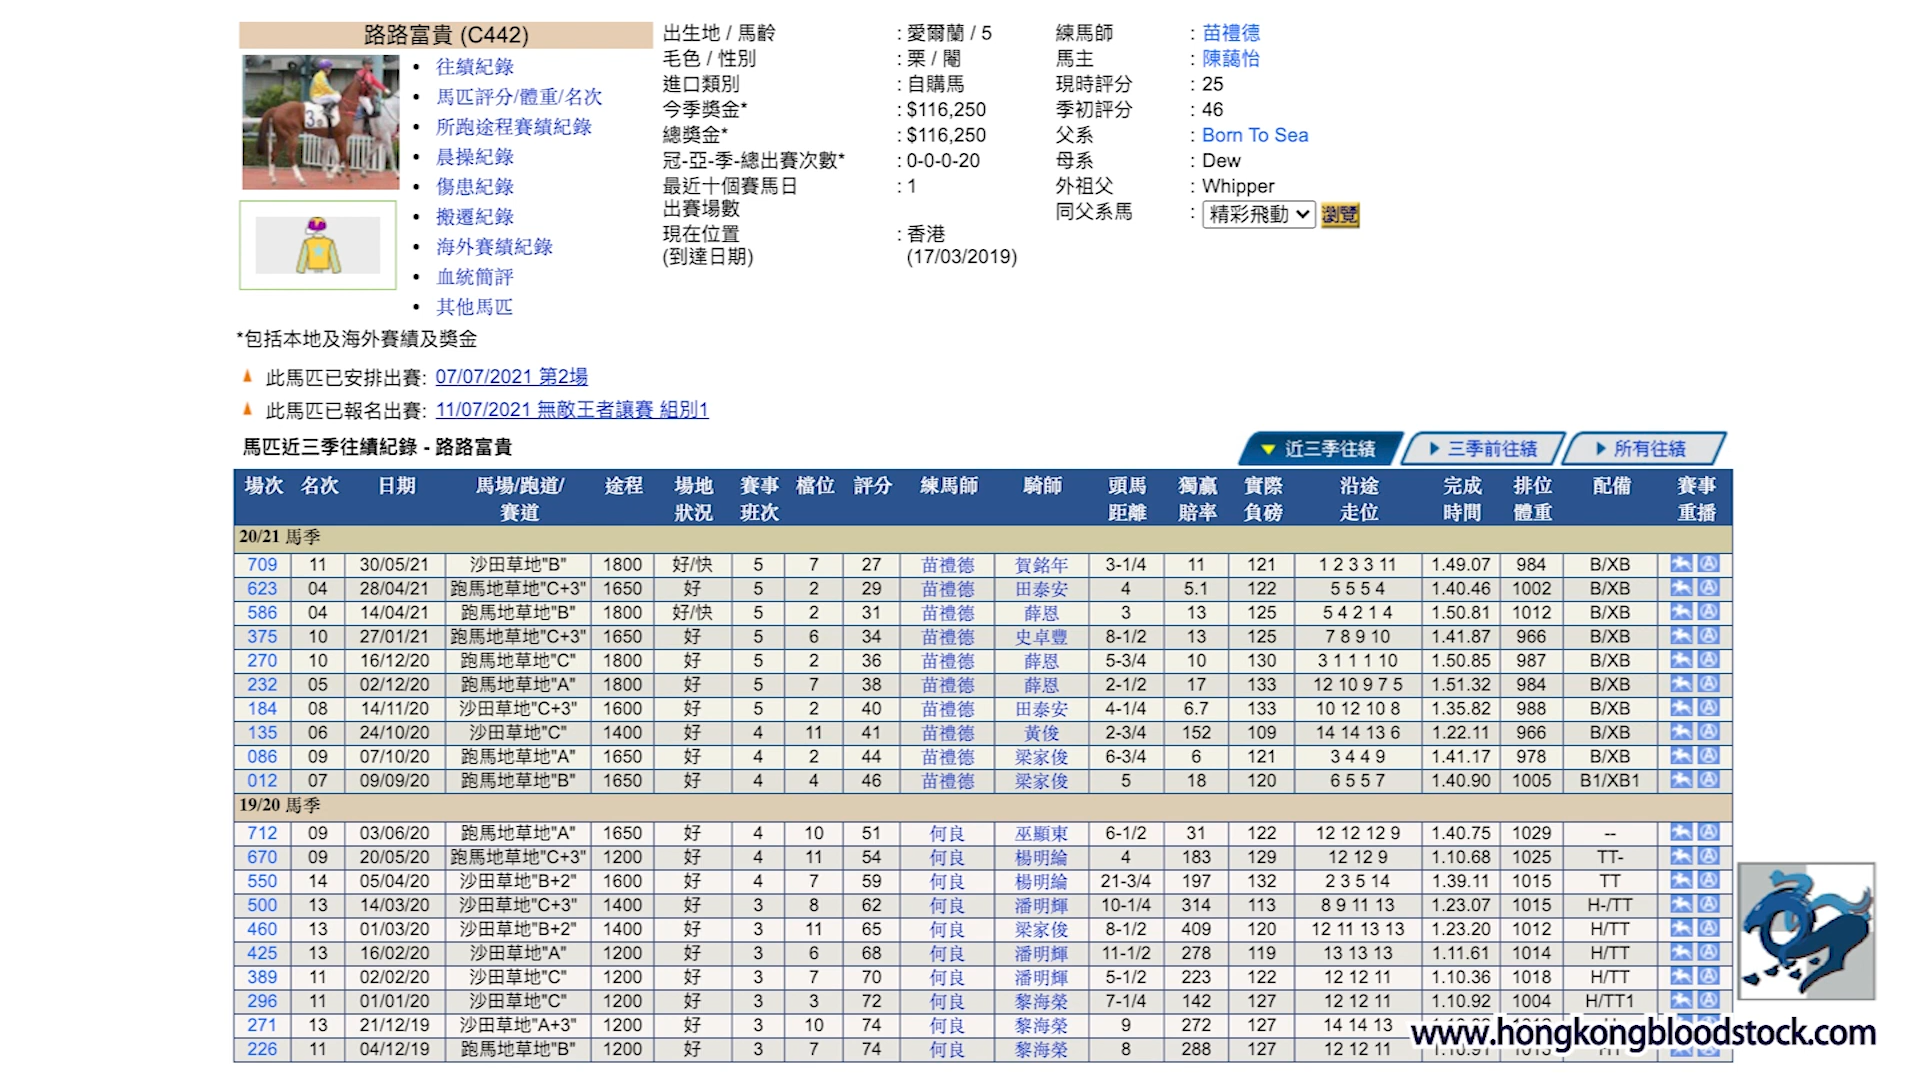 路路富貴 (C442)
往績紀錄
馬匹評分/體重/名次
所跑途程賽績紀錄
晨操紀錄
傷患紀錄
搬遷紀錄
海外賽績紀錄
血統簡評
其他馬匹
出生地 / 馬齡 : 愛爾蘭 / 5
毛色 / 性別 : 栗 / 閹
進口類別 : 自購馬
今季獎金* : $116,250
總獎金* : $116,250
冠-亞-季-總出賽次數* : 0-0-0-20
最近十個賽馬日 : 1
出賽場數
現在位置 : 香港
(到達日期) (17/03/2019)
練馬師 : 苗禮德
馬主 : 陳藹怡
現時評分 : 25
季初評分 : 46
父系 : Born To Sea
母系 : Dew
外祖父 : Whipper
同父系馬 : 精彩飛動 瀏覽
*包括本地及海外賽績及獎金
此馬匹已安排出賽: 07/07/2021 第2場
此馬匹已報名出賽: 11/07/2021 無敵王者讓賽 組別1
馬匹近三季往績紀錄 - 路路富貴 近三季往績 三季前往績 所有往績
場次 名次 日期 馬場/跑道/ 途程 場地 賽事 檔位 評分 練馬師 騎師 頭馬 獨贏 實際 沿途 完成 排位 配備 賽事
賽道 狀況 班次 距離 賠率 負磅 走位 時間 體重 重播
20/21 馬季
709 11 30/05/21 沙田草地"B" 1800 好/快 5 7 27 苗禮德 賀銘年 3-1/4 11 121 1 2 3 3 11 1.49.07 984 B/XB
623 04 28/04/21 跑馬地草地"C+3" 1650 好 5 2 29 苗禮德 田泰安 4 5.1 122 5 5 5 4 1.40.46 1002 B/XB
586 04 14/04/21 跑馬地草地"B" 1800 好/快 5 2 31 苗禮德 薛恩 3 13 125 5 4 2 1 4 1.50.81 1012 B/XB
375 10 27/01/21 跑馬地草地"C+3" 1650 好 5 6 34 苗禮德 史卓豐 8-1/2 13 125 7 8 9 10 1.41.87 966 B/XB
270 10 16/12/20 跑馬地草地"C" 1800 好 5 2 36 苗禮德 薛恩 5-3/4 10 130 3 1 1 1 10 1.50.85 987 B/XB
232 05 02/12/20 跑馬地草地"A" 1800 好 5 7 38 苗禮德 薛恩 2-1/2 17 133 12 10 9 7 5 1.51.32 984 B/XB
184 08 14/11/20 沙田草地"C+3" 1600 好 5 2 40 苗禮德 田泰安 4-1/4 6.7 133 10 12 10 8 1.35.82 988 B/XB
135 06 24/10/20 沙田草地"C" 1400 好 4 11 41 苗禮德 黃俊 2-3/4 152 109 14 14 13 6 1.22.11 966 B/XB
086 09 07/10/20 跑馬地草地"A" 1650 好 4 2 44 苗禮德 梁家俊 6-3/4 6 121 3 4 4 9 1.41.17 978 B/XB
012 07 09/09/20 跑馬地草地"B" 1650 好 4 4 46 苗禮德 梁家俊 5 18 120 6 5 5 7 1.40.90 1005 B1/XB1
19/20 馬季
712 09 03/06/20 跑馬地草地"A" 1650 好 4 10 51 何良 巫顯東 6-1/2 31 122 12 12 12 9 1.40.75 1029 --
670 09 20/05/20 跑馬地草地"C+3" 1200 好 4 11 54 何良 楊明綸 4 183 129 12 12 9 1.10.68 1025 TT-
550 14 05/04/20 沙田草地"B+2" 1600 好 4 7 59 何良 楊明綸 21-3/4 197 132 2 3 5 14 1.39.11 1015 TT
500 13 14/03/20 沙田草地"C+3" 1400 好 3 8 62 何良 潘明輝 10-1/4 314 113 8 9 11 13 1.23.07 1015 H-/TT
460 13 01/03/20 沙田草地"B+2" 1400 好 3 11 65 何良 梁家俊 8-1/2 409 120 12 11 13 13 1.23.20 1012 H/TT
425 13 16/02/20 沙田草地"A" 1200 好 3 6 68 何良 潘明輝 11-1/2 278 119 13 13 13 1.11.61 1014 H/TT
389 11 02/02/20 沙田草地"C" 1200 好 3 7 70 何良 潘明輝 5-1/2 223 122 12 12 11 1.10.36 1018 H/TT
296 11 01/01/20 沙田草地"C" 1200 好 3 3 72 何良 黎海榮 7-1/4 142 127 12 12 11 1.10.92 1004 H/TT1
271 13 21/12/19 沙田草地"A+3" 1200 好 3 10 74 何良 黎海榮 9 272 127 14 14 13
226 11 04/12/19 跑馬地草地"B" 1200 好 3 7 74 何良 黎海榮 8 288 127 12 12 11
www.hongkongbloodstock.com